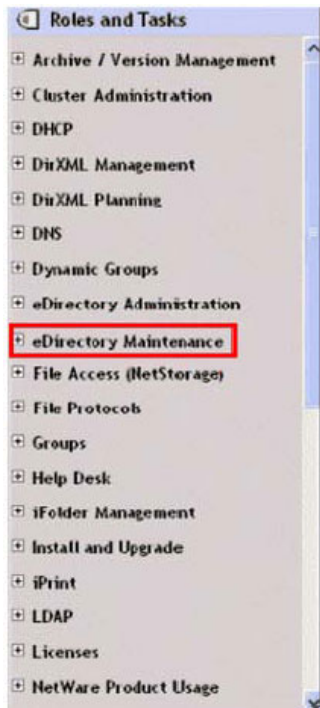 Roles and Tasks
Archive / Version Management
Cluster Administration
DHCP
DirXML Management
DirXML Planning
DNS
Dynamic Groups
eDirectory Administration
eDirectory Maintenance
File Access (NetStorage)
File Protocols
Groups
Help Desk
iFolder Management
Install and Upgrade
iPrint
LDAP
Licenses
NetWare Product Usage